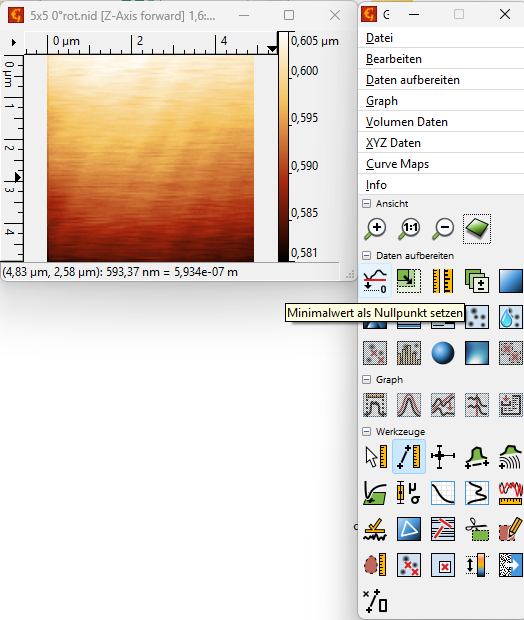 5x5 0°rot.nid [Z-Axis forward] 1,6:...
0 µm 2 4
0 µm
1
2
3
4
0,605 µm
0,600
0,595
0,590
0,585
0,581
(4,83 µm, 2,58 µm): 593,37 nm = 5,934e-07 m
Datei
Bearbeiten
Daten aufbereiten
Graph
Volumen Daten
XYZ Daten
Curve Maps
Info
Ansicht
1:1
Daten aufbereiten
0
Minimalwert als Nullpunkt setzen
Graph
Werkzeuge
μ
σ